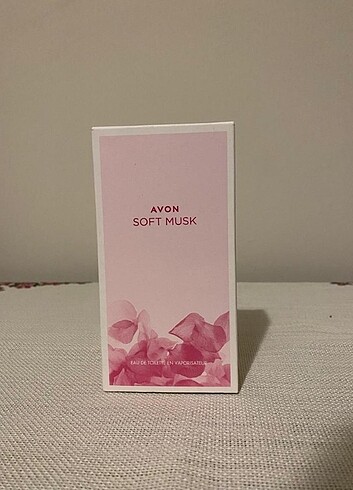 AVON
SOFT MUSK
EAU DE TOILETTE EN VAPORISATEUR